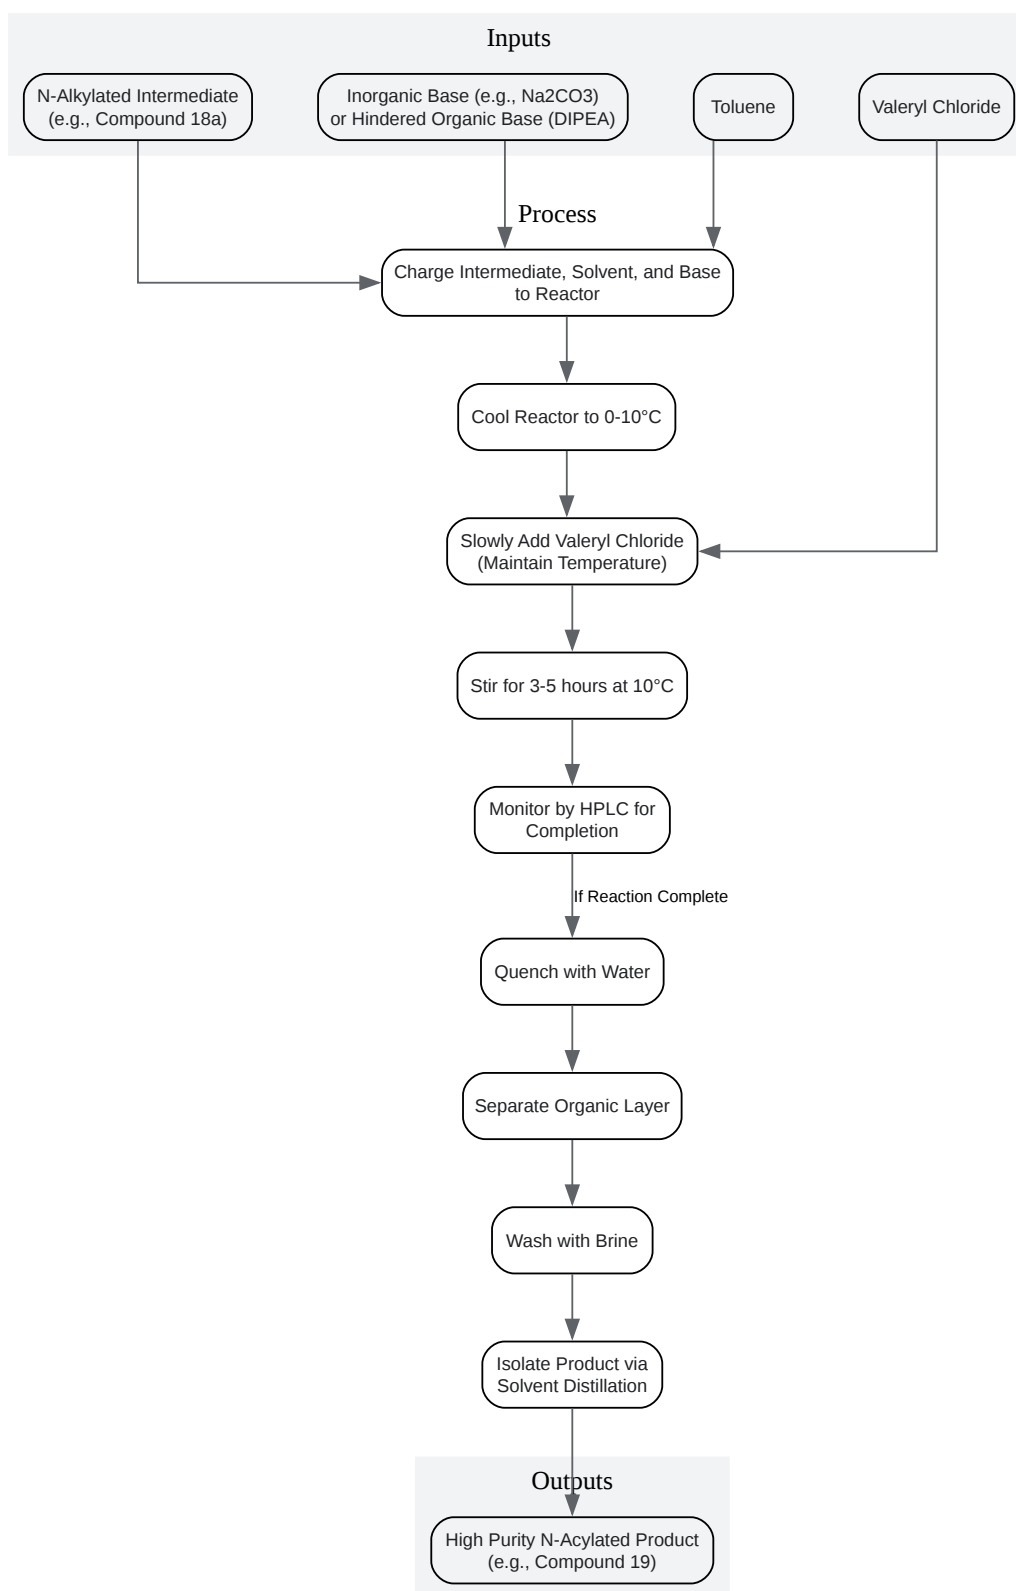 Inputs
N-Alkylated Intermediate
(e.g., Compound 18a)
Inorganic Base (e.g., Na2CO3)
or Hindered Organic Base (DIPEA)
Toluene
Valeryl Chloride
Process
Charge Intermediate, Solvent, and Base
to Reactor
Cool Reactor to 0-10°C
Slowly Add Valeryl Chloride
(Maintain Temperature)
Stir for 3-5 hours at 10°C
Monitor by HPLC for
Completion
If Reaction Complete
Quench with Water
Separate Organic Layer
Wash with Brine
Isolate Product via
Solvent Distillation
Outputs
High Purity N-Acylated Product
(e.g., Compound 19)